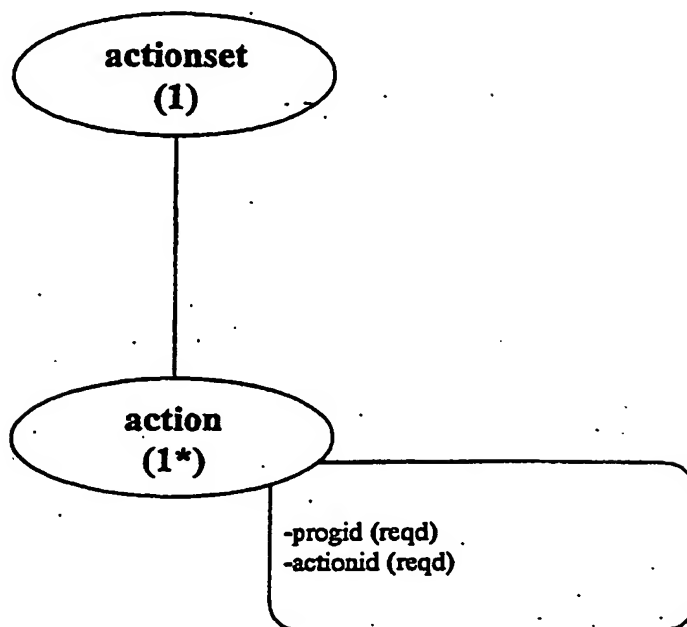 actionset
(1)
action
(1*)
-progid (reqd)
-actionid (reqd)